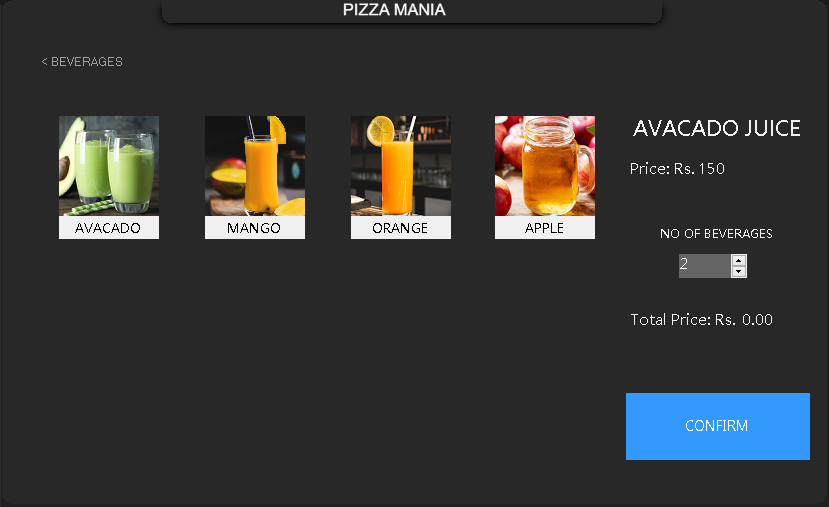 PIZZA MANIA
< BEVERAGES
AVACADO
MANGO
ORANGE
APPLE
AVACADO JUICE
Price: Rs. 150
NO OF BEVERAGES
2
Total Price: Rs. 0.00
CONFIRM